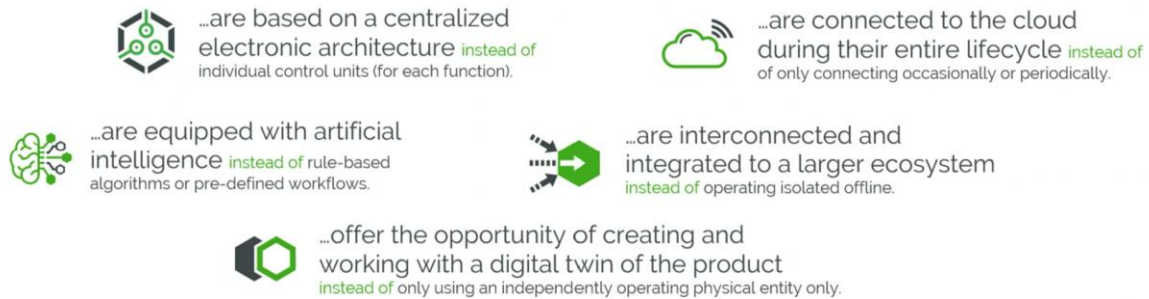 ...are based on a centralized
electronic architecture instead of
individual control units (for each function).
...are connected to the cloud
during their entire lifecycle instead of
of only connecting occasionally or periodically.
...are equipped with artificial
intelligence instead of rule-based
algorithms or pre-defined workflows.
...are interconnected and
integrated to a larger ecosystem
instead of operating isolated offline.
...offer the opportunity of creating and
working with a digital twin of the product
instead of only using an independently operating physical entity only.